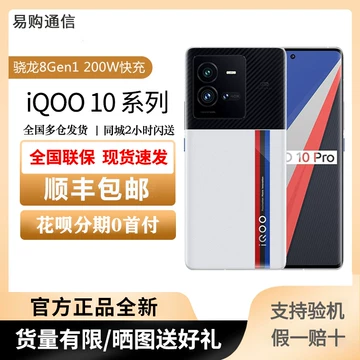 易购通信
骁龙8Gen1 200W快充
iQOO 10 系列
全国多仓发货 | 同城2小时闪送
全国联保 现货速发
顺丰包邮
花呗分期0首付
iQOO
10 Pro
官方正品全新
货量有限/晒图送好礼
支持验机
假一赔十